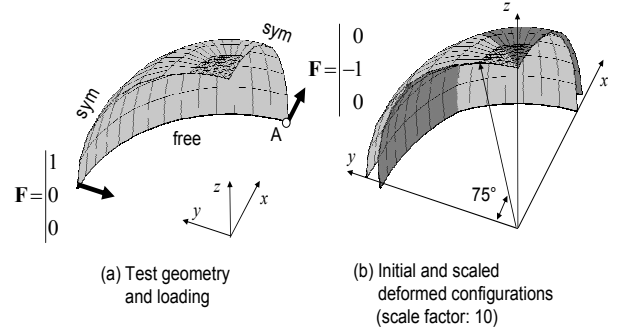 sym
sym
free
A
F = 1 0 0
F = 0 −1 0
z
y
x
(a) Test geometry
and loading
z
x
y
75°
(b) Initial and scaled
deformed configurations
(scale factor: 10)